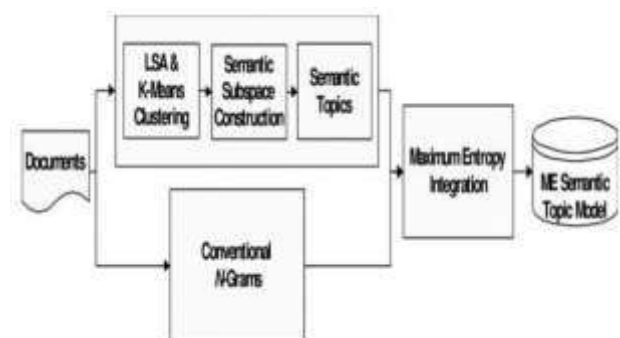 LSA &
K-Means
Clustering
Semantic
Subspace
Construction
Semantic
Topics
Documents
Maximum Entropy
Integration
ME Semantic
Topic Model
Conventional
N-Grams